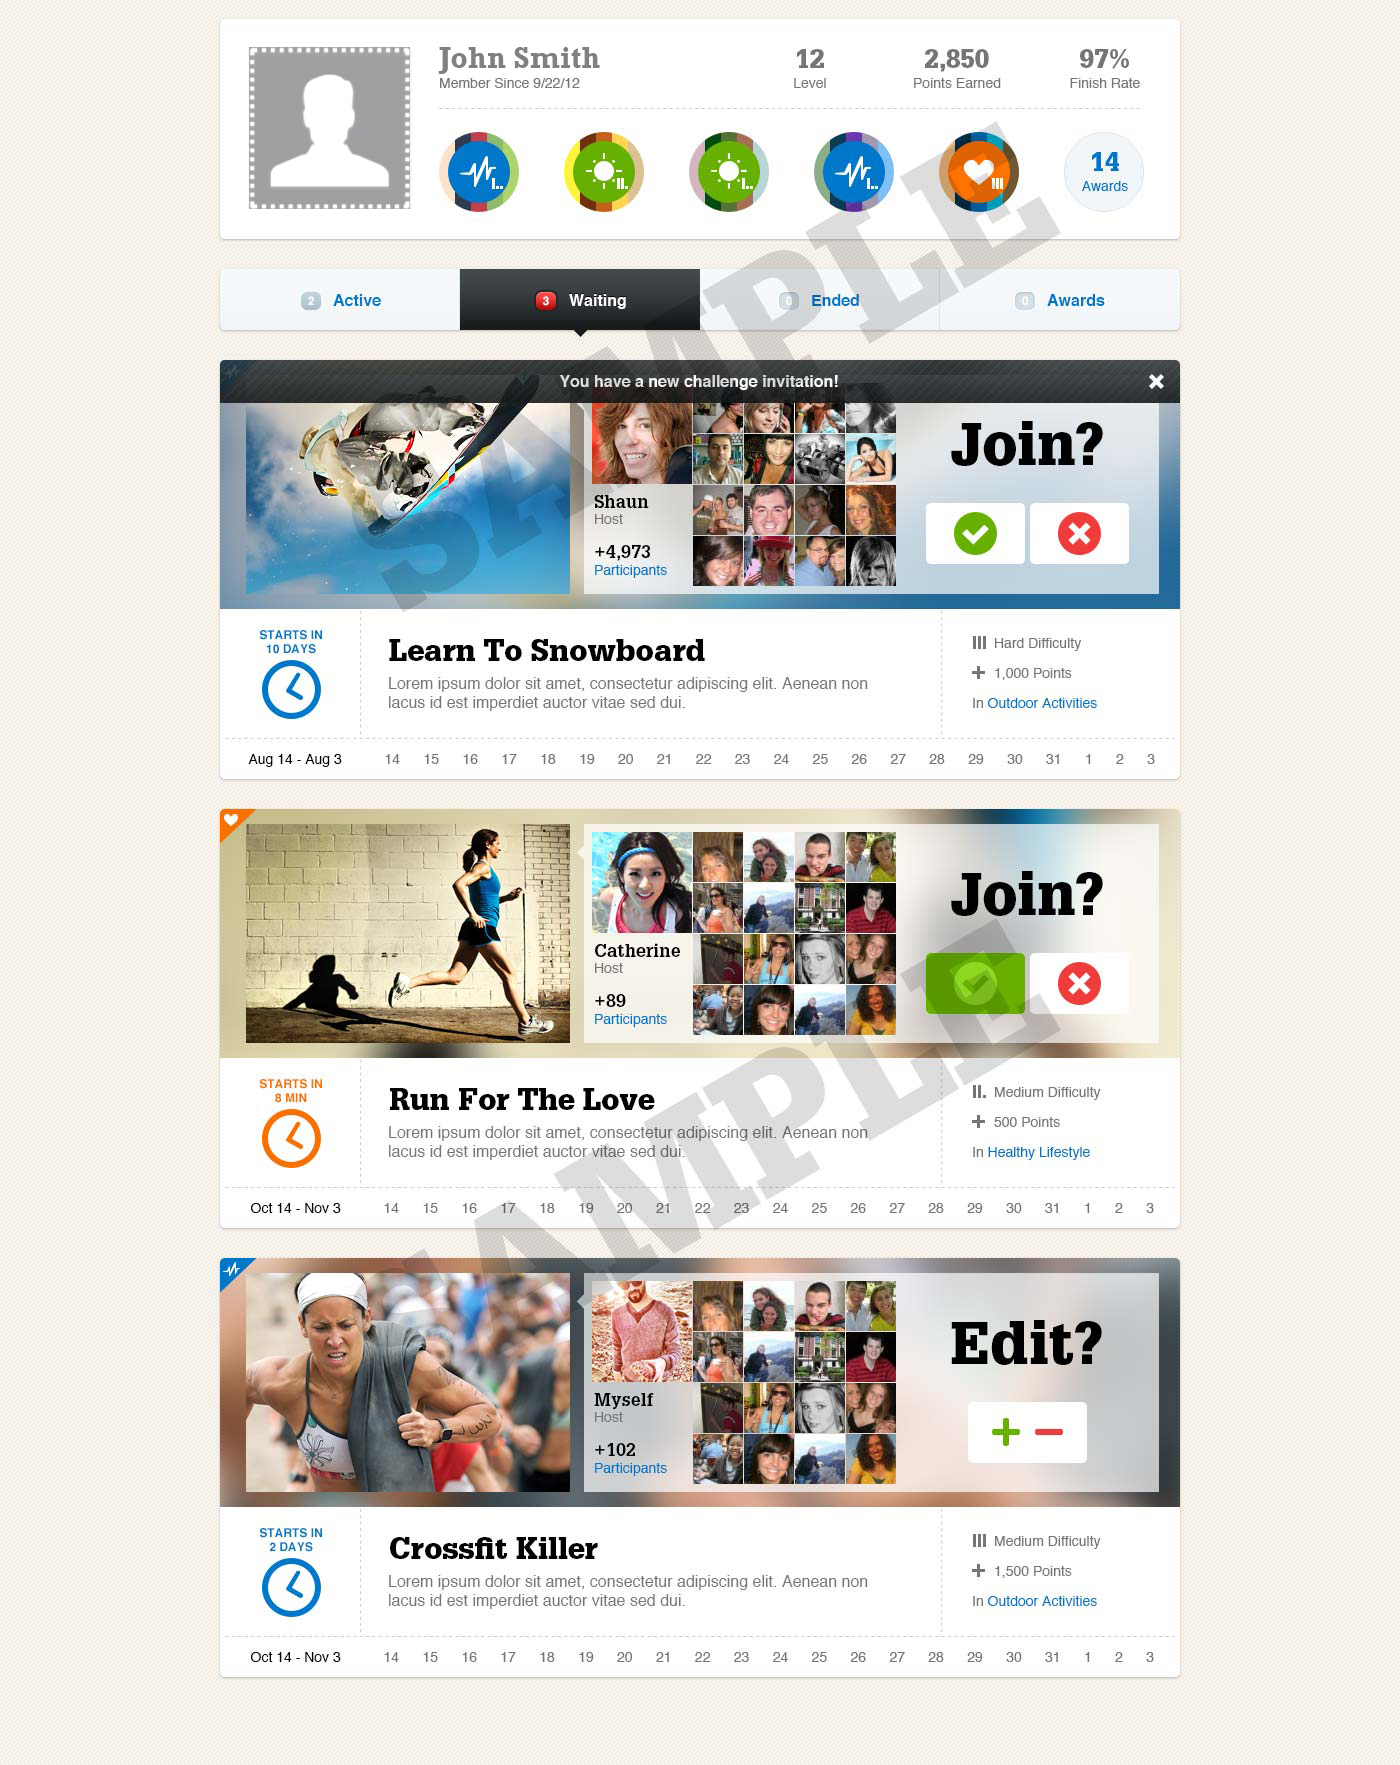 John Smith
Member Since 9/22/12
12
Level
2,850
Points Earned
97%
Finish Rate
14
Awards
2 Active
3 Waiting
0 Ended
0 Awards
You have a new challenge invitation!
Shaun
Host
+4,973
Participants
Join?
STARTS IN
10 DAYS
Learn To Snowboard
Lorem ipsum dolor sit amet, consectetur adipiscing elit. Aenean non
lacus id est imperdiet auctor vitae sed dui.
Hard Difficulty
1,000 Points
In Outdoor Activities
Aug 14 - Aug 3 14 15 16 17 18 19 20 21 22 23 24 25 26 27 28 29 30 31 1 2 3
SAMPLE
Catherine
Host
+89
Participants
Join?
STARTS IN
8 MIN
Run For The Love
Lorem ipsum dolor sit amet, consectetur adipiscing elit. Aenean non
lacus id est imperdiet auctor vitae sed dui.
Medium Difficulty
500 Points
In Healthy Lifestyle
Oct 14 - Nov 3 14 15 16 17 18 19 20 21 22 23 24 25 26 27 28 29 30 31 1 2 3
SAMPLE
Myself
Host
+102
Participants
Edit?
STARTS IN
2 DAYS
Crossfit Killer
Lorem ipsum dolor sit amet, consectetur adipiscing elit. Aenean non
lacus id est imperdiet auctor vitae sed dui.
Medium Difficulty
1,500 Points
In Outdoor Activities
Oct 14 - Nov 3 14 15 16 17 18 19 20 21 22 23 24 25 26 27 28 29 30 31 1 2 3